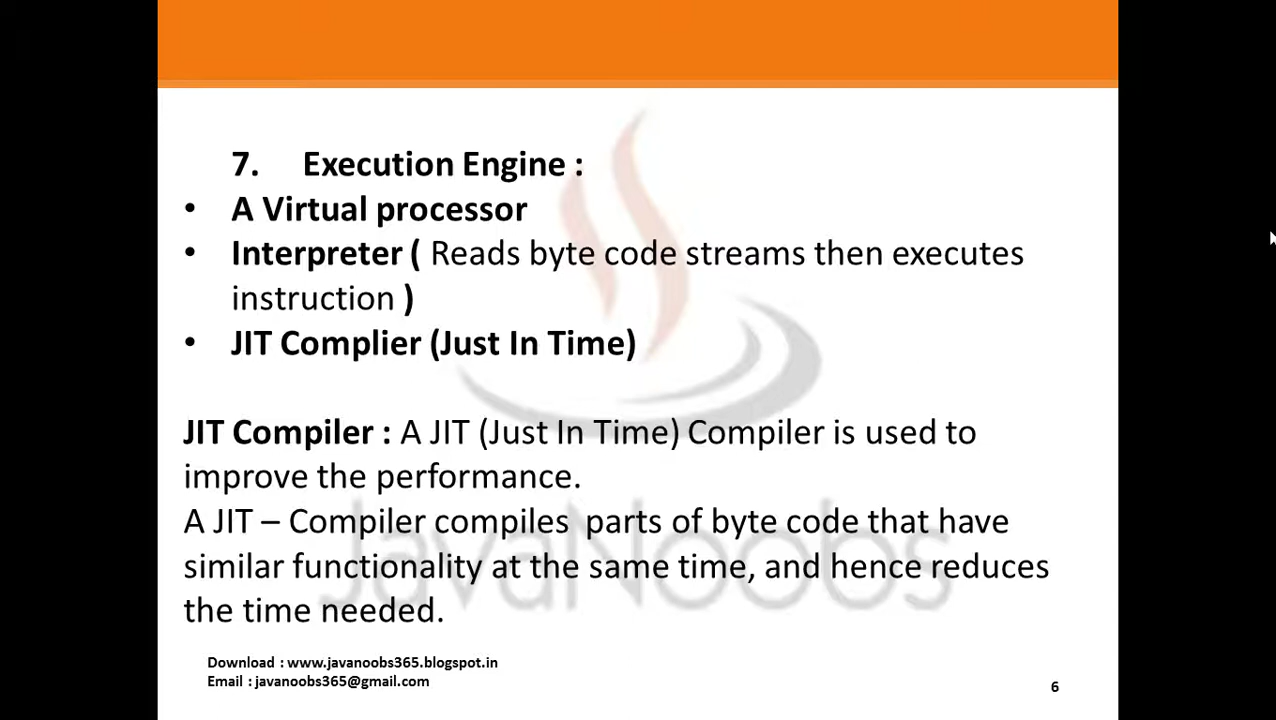 7. Execution Engine :
• A Virtual processor
• Interpreter ( Reads byte code streams then executes
instruction )
• JIT Complier (Just In Time)
JIT Compiler : A JIT (Just In Time) Compiler is used to
improve the performance.
A JIT – Compiler compiles parts of byte code that have
similar functionality at the same time, and hence reduces
the time needed.
JavaNoobs
Download : www.javanoobs365.blogspot.in
Email : javanoobs365@gmail.com
6